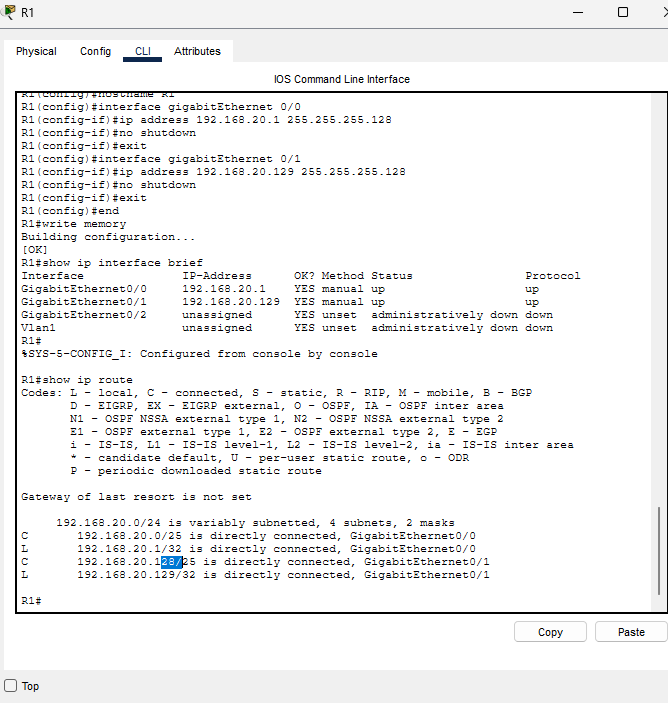 R1
Physical Config CLI Attributes
IOS Command Line Interface
R1(config)#hostname R1
R1(config)#interface gigabitEthernet 0/0
R1(config-if)#ip address 192.168.20.1 255.255.255.128
R1(config-if)#no shutdown
R1(config-if)#exit
R1(config)#interface gigabitEthernet 0/1
R1(config-if)#ip address 192.168.20.129 255.255.255.128
R1(config-if)#no shutdown
R1(config-if)#exit
R1(config)#end
R1#write memory
Building configuration...
[OK]
R1#show ip interface brief
Interface IP-Address OK? Method Status Protocol
GigabitEthernet0/0 192.168.20.1 YES manual up up
GigabitEthernet0/1 192.168.20.129 YES manual up up
GigabitEthernet0/2 unassigned YES unset administratively down down
Vlan1 unassigned YES unset administratively down down
R1#
%SYS-5-CONFIG_I: Configured from console by console
R1#show ip route
Codes: L - local, C - connected, S - static, R - RIP, M - mobile, B - BGP
D - EIGRP, EX - EIGRP external, O - OSPF, IA - OSPF inter area
N1 - OSPF NSSA external type 1, N2 - OSPF NSSA external type 2
E1 - OSPF external type 1, E2 - OSPF external type 2, E - EGP
i - IS-IS, L1 - IS-IS level-1, L2 - IS-IS level-2, ia - IS-IS inter area
* - candidate default, U - per-user static route, o - ODR
P - periodic downloaded static route
Gateway of last resort is not set
192.168.20.0/24 is variably subnetted, 4 subnets, 2 masks
C 192.168.20.0/25 is directly connected, GigabitEthernet0/0
L 192.168.20.1/32 is directly connected, GigabitEthernet0/0
C 192.168.20.128/25 is directly connected, GigabitEthernet0/1
L 192.168.20.129/32 is directly connected, GigabitEthernet0/1
R1#
Copy Paste
Top